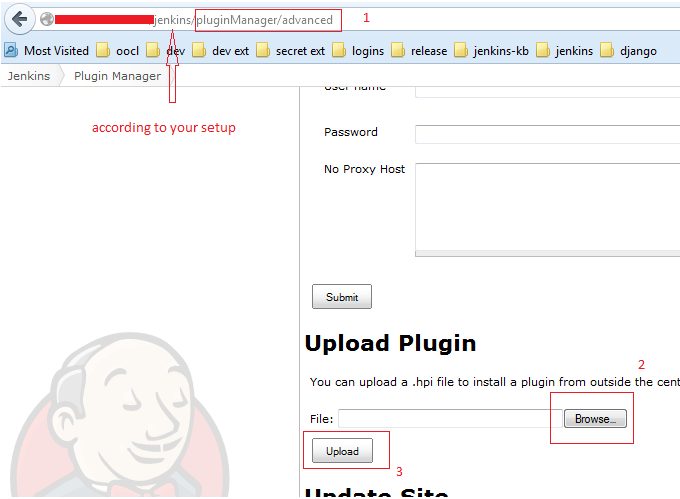 jenkins/pluginManager/advanced 1
Most Visited oocl dev dev ext secret ext logins release jenkins-kb jenkins django
Jenkins Plugin Manager
User name
according to your setup
Password
No Proxy Host
Submit
Upload Plugin
2
You can upload a .hpi file to install a plugin from outside the cent
File: Browse...
Upload
3
Update Site